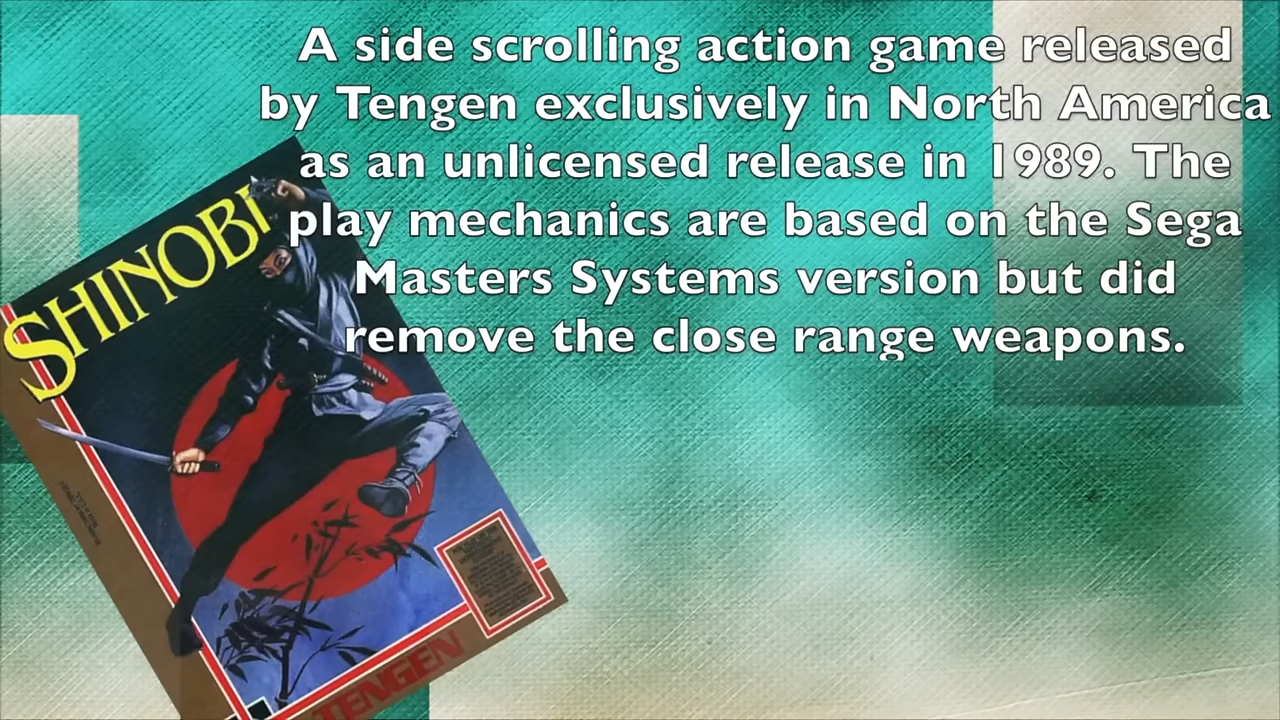 A side scrolling action game released
by Tengen exclusively in North America
as an unlicensed release in 1989. The
play mechanics are based on the Sega
Masters Systems version but did
remove the close range weapons.
SHINOBI
TENGEN